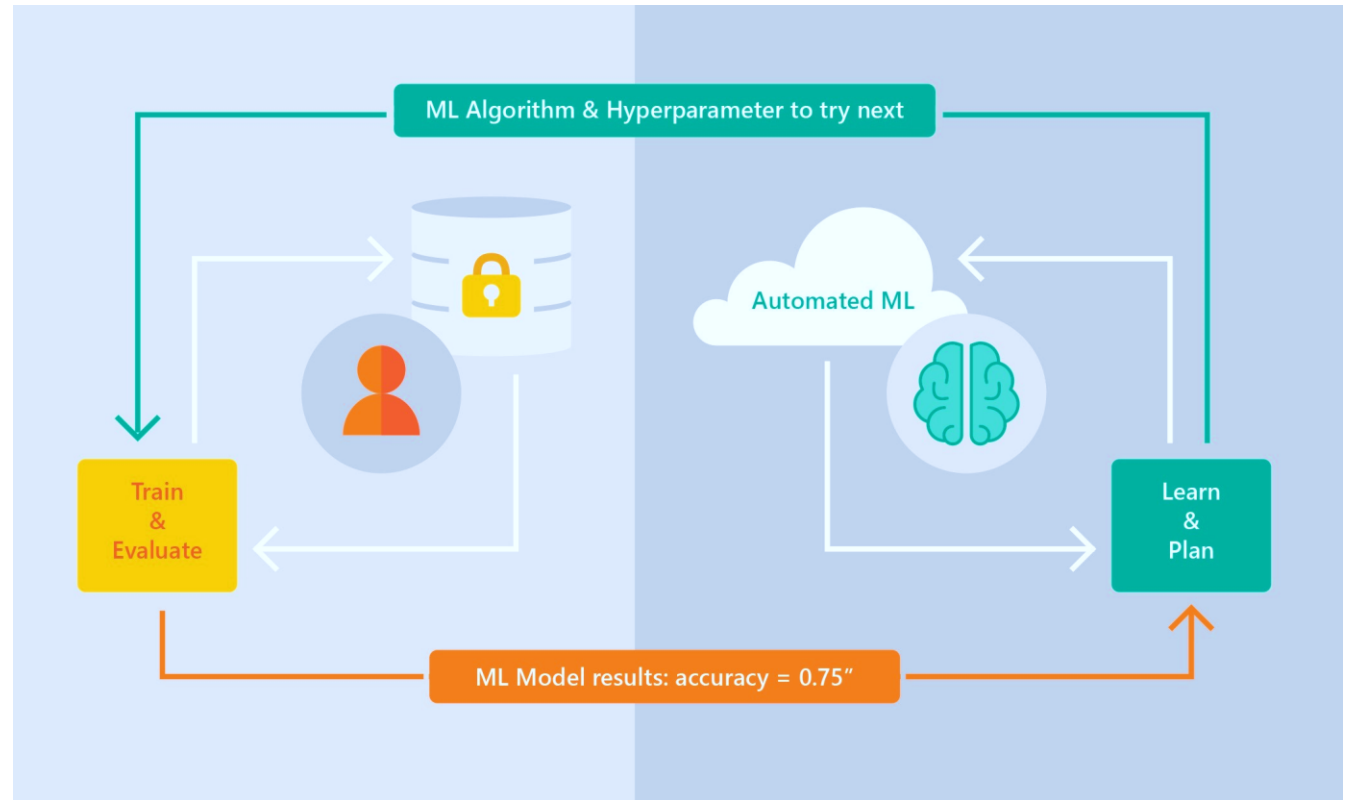 ML Algorithm & Hyperparameter to try next
Automated ML
Train
&
Evaluate
Learn
&
Plan
ML Model results: accuracy = 0.75”